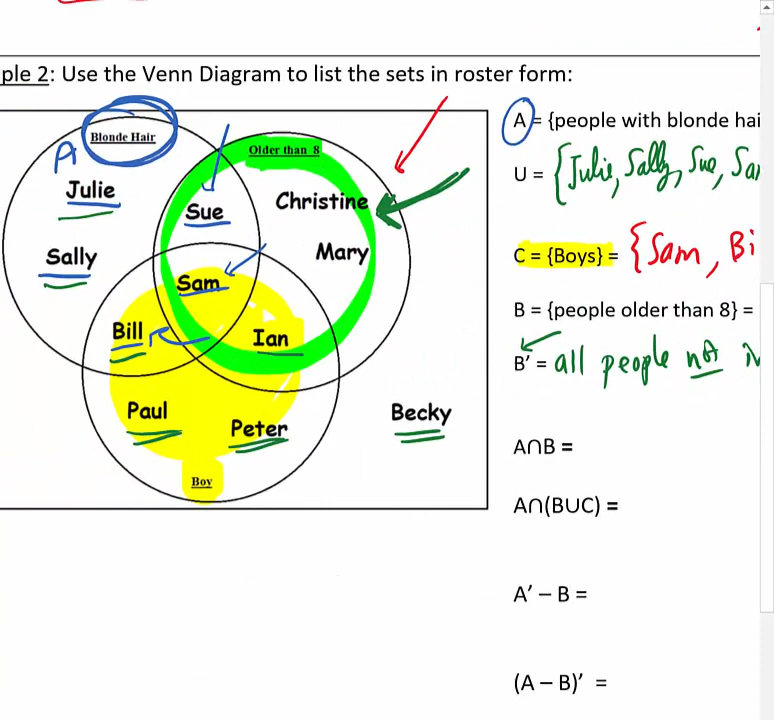 ple 2: Use the Venn Diagram to list the sets in roster form:
Blonde Hair
A
Older than 8
Julie
Sue
Christine
Sally
Mary
Sam
Bill
Ian
Paul
Peter
Becky
Boy
A = {people with blonde hai
U = {Julie, Sally, Sue, Sa
C = {Boys} = {Sam, Bi
B = {people older than 8} =
B′ = all people not i
A∩B =
A∩(B∪C) =
A′ – B =
(A – B)′ =